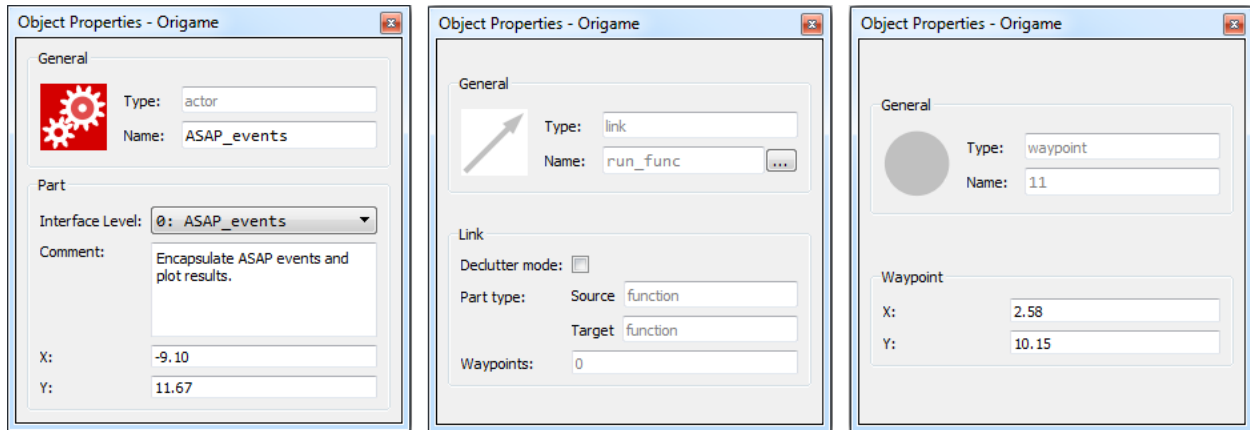 Object Properties - Origame
General
Type: actor
Name: ASAP_events
Part
Interface Level: 0: ASAP_events
Comment: Encapsulate ASAP events and
plot results.
X: -9.10
Y: 11.67
Object Properties - Origame
General
Type: link
Name: run_func ...
Link
Declutter mode:
Part type: Source function
Target function
Waypoints: 0
Object Properties - Origame
General
Type: waypoint
Name: 11
Waypoint
X: 2.58
Y: 10.15